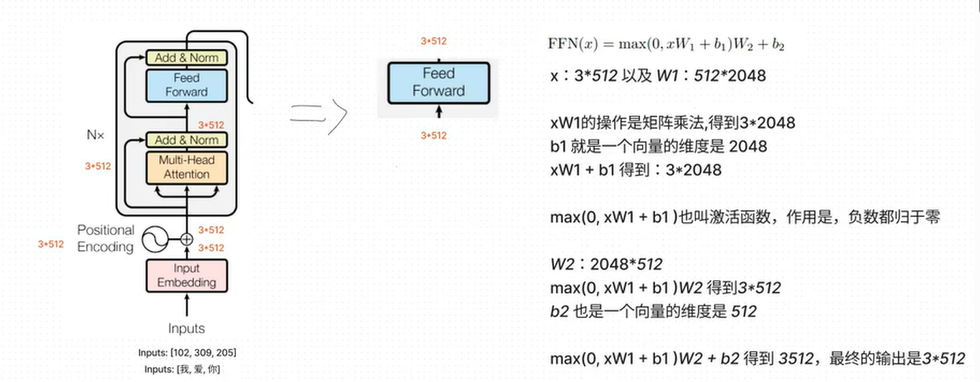 Add & Norm
Feed
Forward
3*512
Add & Norm
Multi-Head
Attention
N×
3*512
3*512
Positional
Encoding
3*512
3*512
Input
Embedding
Inputs
Inputs: [102, 309, 205]
Inputs: [我, 爱, 你]
3*512
Feed
Forward
3*512
FFN(x) = max(0, xW₁ + b₁)W₂ + b₂
x：3*512 以及 W1：512*2048
xW1的操作是矩阵乘法,得到3*2048
b1 就是一个向量的维度是 2048
xW1 + b1 得到：3*2048
max(0, xW1 + b1 )也叫激活函数，作用是，负数都归于零
W2：2048*512
max(0, xW1 + b1 )W2 得到3*512
b2 也是一个向量的维度是 512
max(0, xW1 + b1 )W2 + b2 得到 3512，最终的输出是3*512